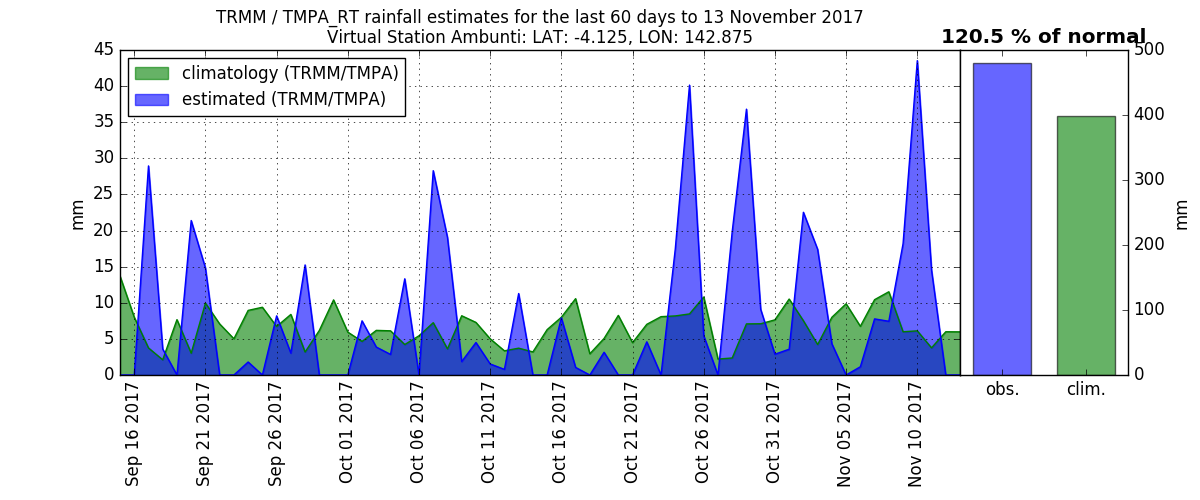 TRMM / TMPA_RT rainfall estimates for the last 60 days to 13 November 2017
Virtual Station Ambunti: LAT: -4.125, LON: 142.875
120.5 % of normal
climatology (TRMM/TMPA)
estimated (TRMM/TMPA)
mm
45
40
35
30
25
20
15
10
5
0
Sep 16 2017
Sep 21 2017
Sep 26 2017
Oct 01 2017
Oct 06 2017
Oct 11 2017
Oct 16 2017
Oct 21 2017
Oct 26 2017
Oct 31 2017
Nov 05 2017
Nov 10 2017
obs.
clim.
500
400
300
200
100
0
mm